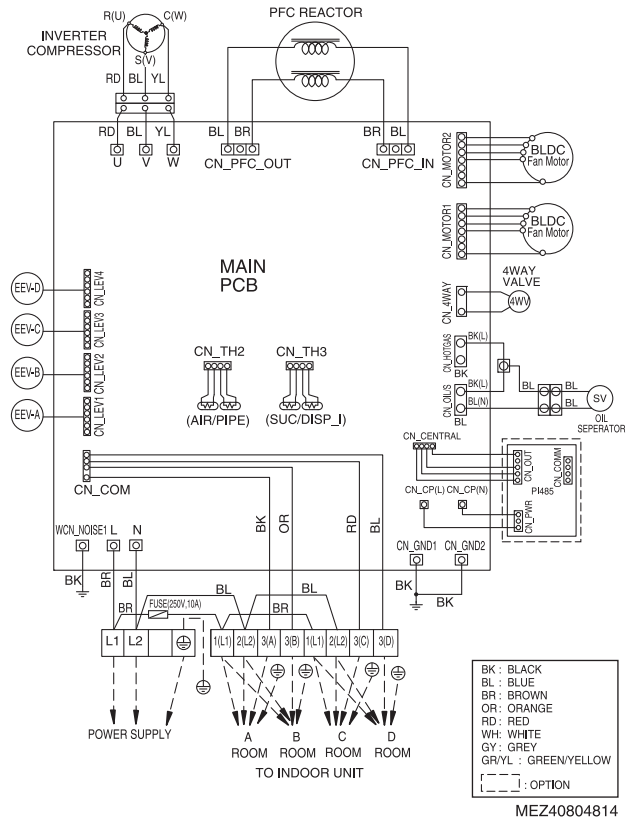 PFC REACTOR
R(U) C(W)
INVERTER
COMPRESSOR
S(V)
RD BL YL
RD BL YL
BL BR
BR BL
U V W
CN_PFC_OUT
CN_PFC_IN
CN_MOTOR2
BLDC
Fan Motor
CN_MOTOR1
BLDC
Fan Motor
MAIN
PCB
4WAY
VALVE
CN_4WAY
4WV
EEV-D
CN_LEV4
EEV-C
CN_LEV3
EEV-B
CN_LEV2
EEV-A
CN_LEV1
CN_TH2
(AIR/PIPE)
CN_TH3
(SUC/DISP_I)
CN_HOTGAS
BK(L)
BK
CN_OIL/S
BK(L)
BL(N)
BL
BL BL
BL BL
SV
OIL
SEPERATOR
CN_CENTRAL
CN_OUT
CN_COMM
PI485
CN_CP(L) CN_CP(N)
CN_PWR
CN_COM
BK
OR
RD
BL
WCN_NOISE1 L N
CN_GND1 CN_GND2
BK
BR
BL
BK
BK
BL
BL
BR
FUSE(250V,10A)
BR
L1 L2
1(L1) 2(L2) 3(A) 3(B) 1(L1) 2(L2) 3(C) 3(D)
POWER SUPPLY
A
ROOM
B
ROOM
C
ROOM
D
ROOM
TO INDOOR UNIT
BK : BLACK
BL : BLUE
BR : BROWN
OR : ORANGE
RD : RED
WH: WHITE
GY : GREY
GR/YL : GREEN/YELLOW
: OPTION
MEZ40804814